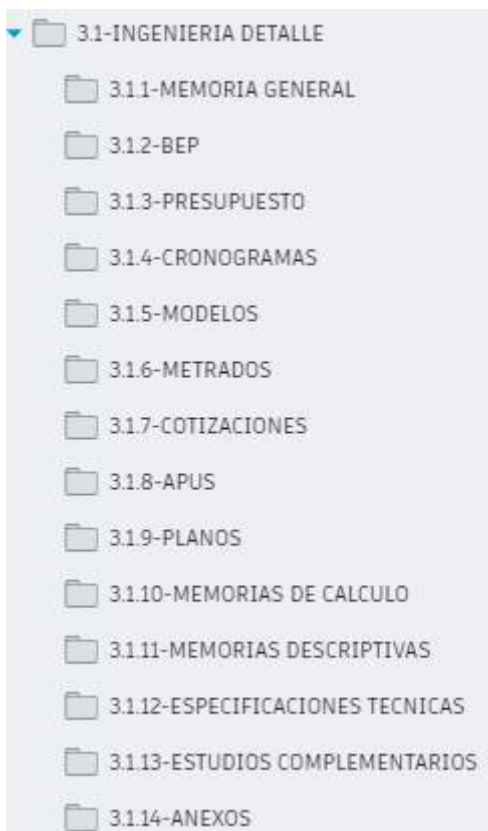 3.1-INGENIERIA DETALLE
3.1.1-MEMORIA GENERAL
3.1.2-BEP
3.1.3-PRESUPUESTO
3.1.4-CRONOGRAMAS
3.1.5-MODELOS
3.1.6-METRADOS
3.1.7-COTIZACIONES
3.1.8-APUS
3.1.9-PLANOS
3.1.10-MEMORIAS DE CALCULO
3.1.11-MEMORIAS DESCRIPTIVAS
3.1.12-ESPECIFICACIONES TECNICAS
3.1.13-ESTUDIOS COMPLEMENTARIOS
3.1.14-ANEXOS